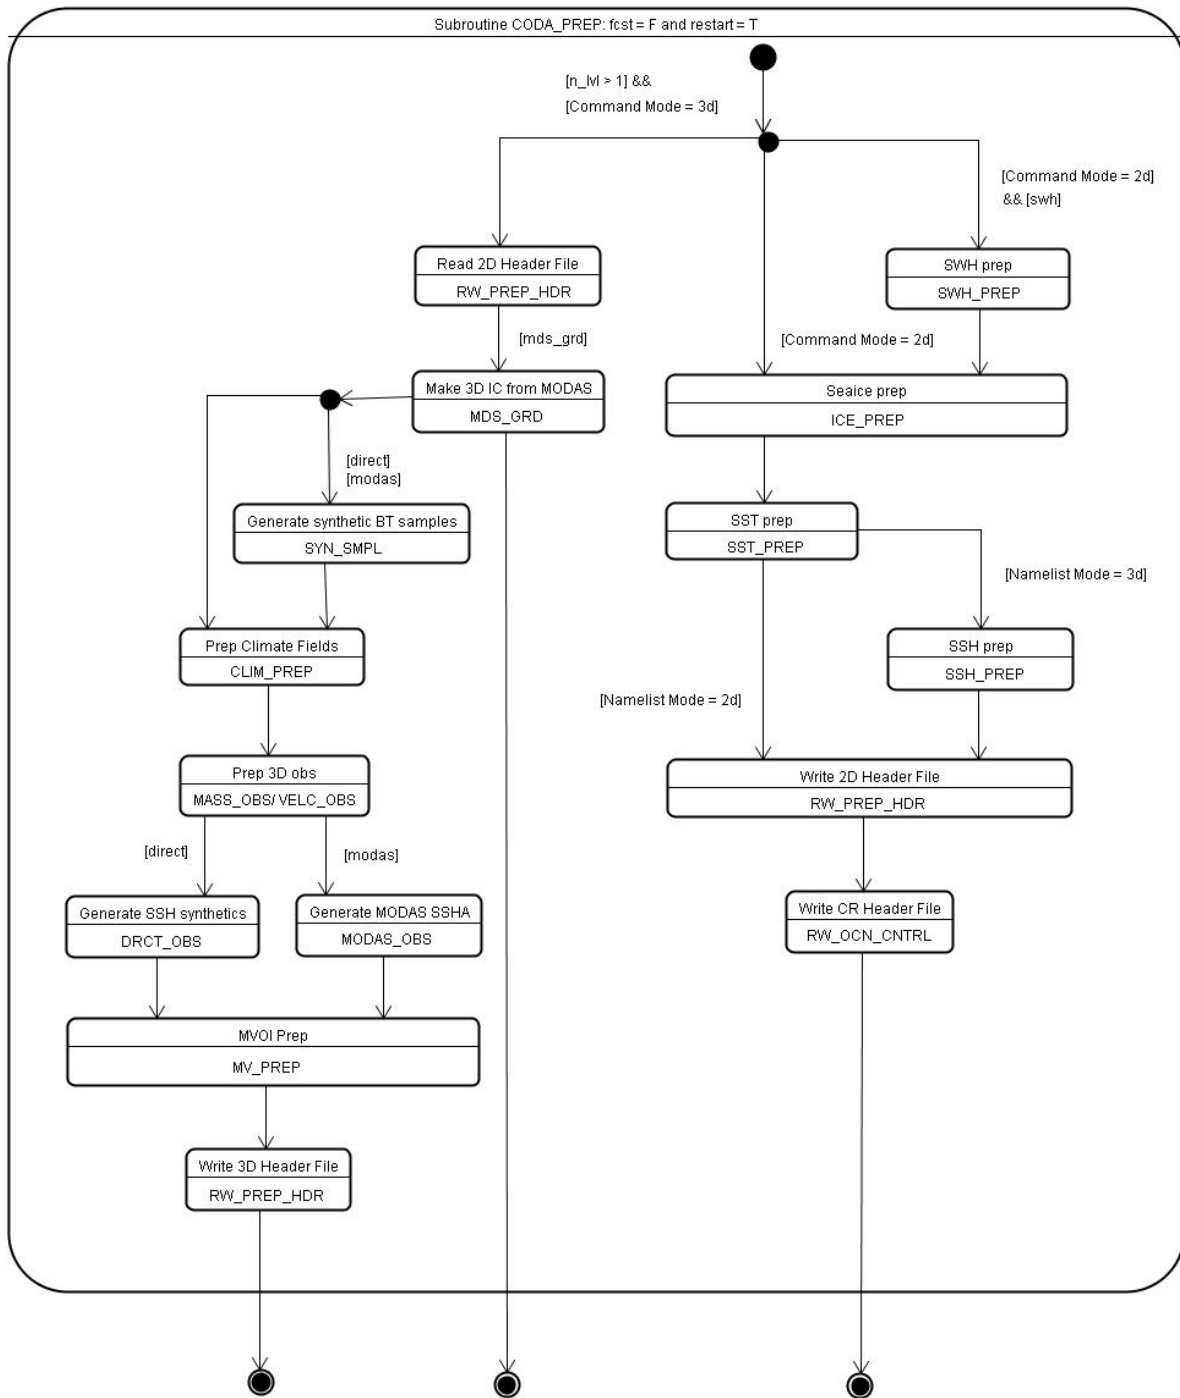 Subroutine CODA_PREP: fcst = F and restart = T
[n_lvl > 1] &&
[Command Mode = 3d]
[Command Mode = 2d]
&& [swh]
Read 2D Header File
RW_PREP_HDR
SWH prep
SWH_PREP
[mds_grd]
[Command Mode = 2d]
Make 3D IC from MODAS
MDS_GRD
Seaice prep
ICE_PREP
[direct]
[modas]
Generate synthetic BT samples
SYN_SMPL
SST prep
SST_PREP
[Namelist Mode = 3d]
Prep Climate Fields
CLIM_PREP
SSH prep
SSH_PREP
[Namelist Mode = 2d]
Prep 3D obs
MASS_OBS/ VELC_OBS
Write 2D Header File
RW_PREP_HDR
[direct]
[modas]
Generate SSH synthetics
DRCT_OBS
Generate MODAS SSHA
MODAS_OBS
Write CR Header File
RW_OCN_CNTRL
MVOI Prep
MV_PREP
Write 3D Header File
RW_PREP_HDR